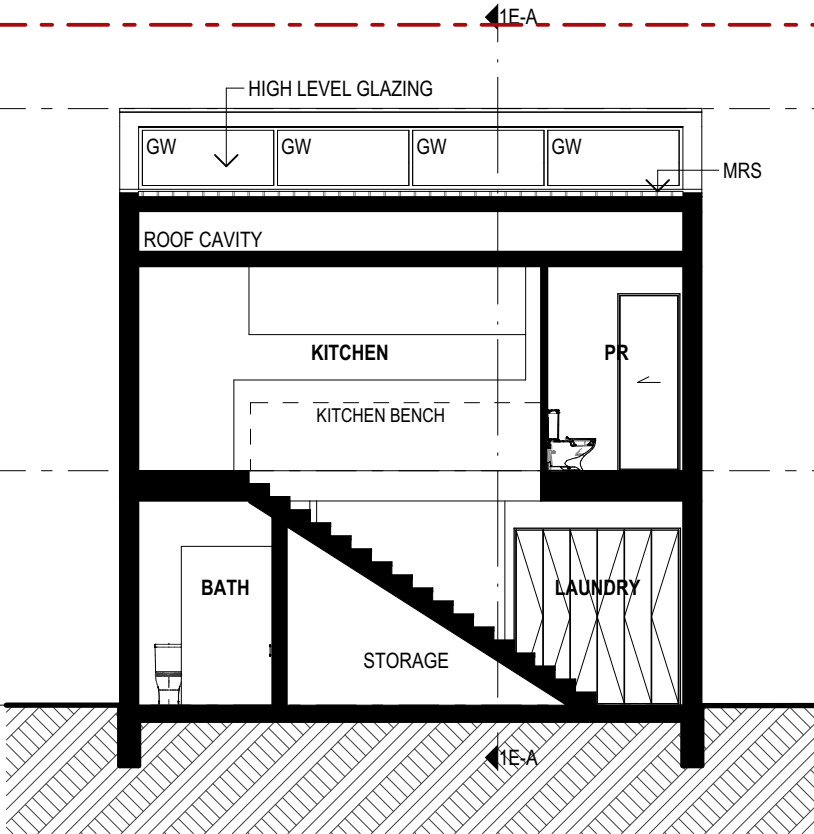 1E-A
HIGH LEVEL GLAZING
GW GW GW GW
MRS
ROOF CAVITY
KITCHEN
PR
KITCHEN BENCH
BATH
LAUNDRY
STORAGE
1E-A